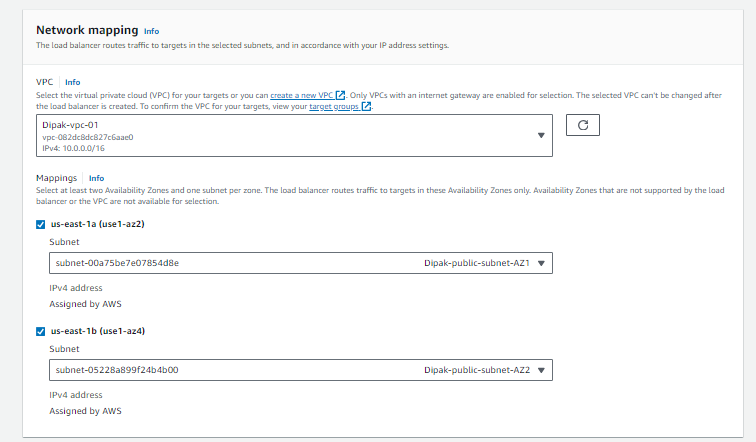 Network mapping Info
The load balancer routes traffic to targets in the selected subnets, and in accordance with your IP address settings.
VPC Info
Select the virtual private cloud (VPC) for your targets or you can create a new VPC. Only VPCs with an internet gateway are enabled for selection. The selected VPC can't be changed after
the load balancer is created. To confirm the VPC for your targets, view your target groups.
Dipak-vpc-01
vpc-082dc8dc827c6aae0
IPv4: 10.0.0.0/16
Mappings Info
Select at least two Availability Zones and one subnet per zone. The load balancer routes traffic to targets in these Availability Zones only. Availability Zones that are not supported by the load
balancer or the VPC are not available for selection.
us-east-1a (use1-az2)
Subnet
subnet-00a75be7e07854d8e Dipak-public-subnet-AZ1
IPv4 address
Assigned by AWS
us-east-1b (use1-az4)
Subnet
subnet-05228a899f24b4b00 Dipak-public-subnet-AZ2
IPv4 address
Assigned by AWS